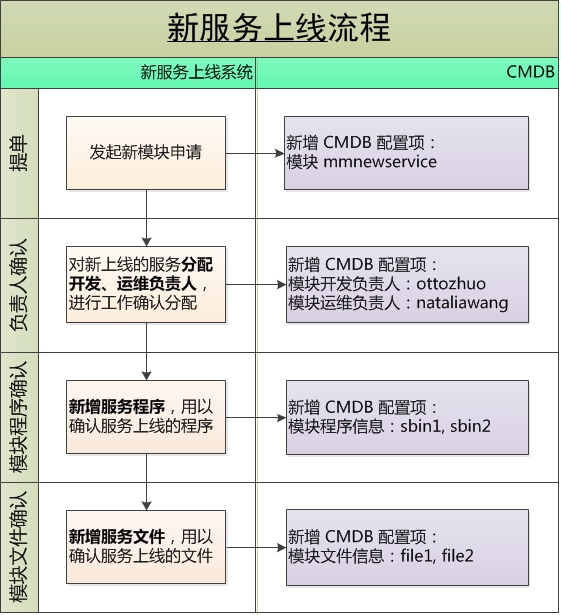 新服务上线流程
新服务上线系统
CMDB
提单
发起新模块申请
新增 CMDB 配置项：
模块 mmnewservice
负责人确认
对新上线的服务分配
开发、运维负责人，
进行工作确认分配
新增 CMDB 配置项：
模块开发负责人：ottozhuo
模块运维负责人：nataliawang
模块程序确认
新增服务程序，用以
确认服务上线的程序
新增 CMDB 配置项：
模块程序信息：sbin1, sbin2
模块文件确认
新增服务文件，用以
确认服务上线的文件
新增 CMDB 配置项：
模块文件信息：file1, file2